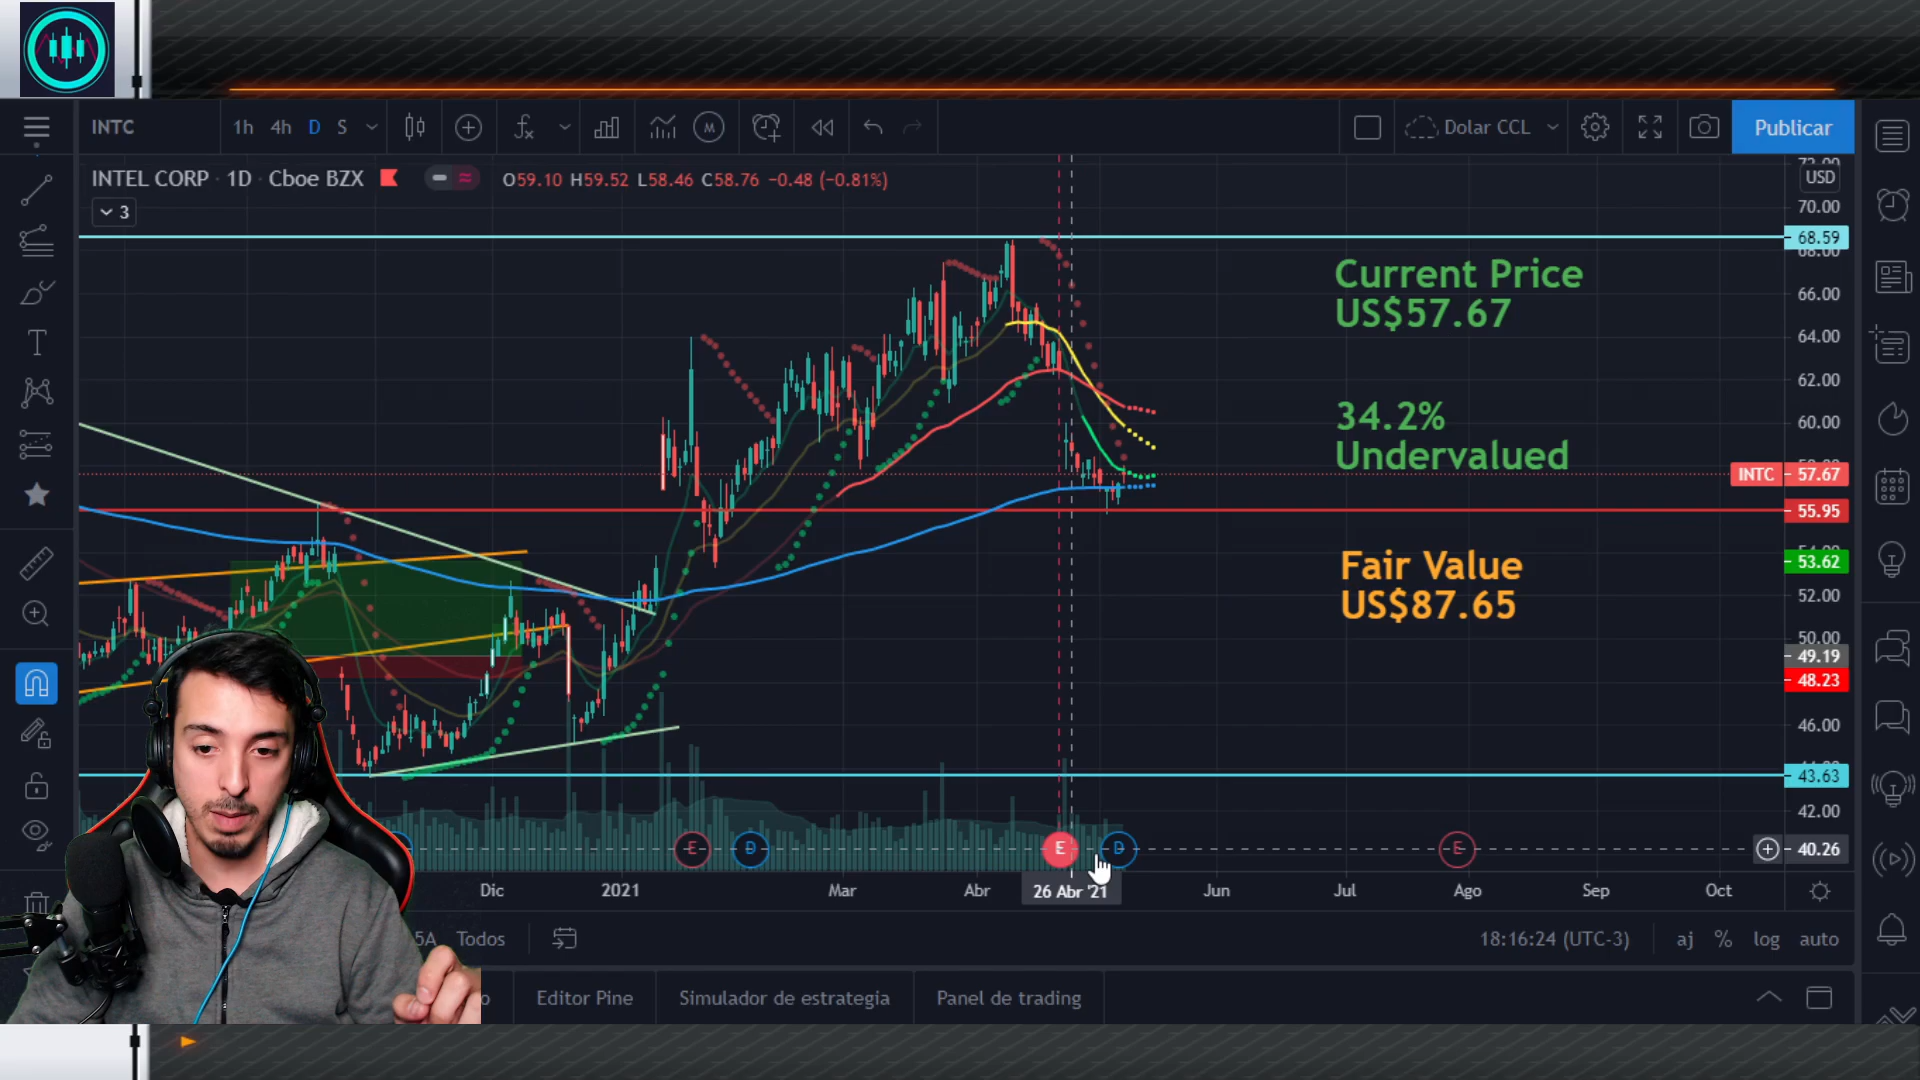 INTC
1h 4h D S
Dolar CCL
Publicar
INTEL CORP · 1D · Cboe BZX
O59.10 H59.52 L58.46 C58.76 −0.48 (−0.81%)
3
USD
70.00
68.59
66.00
64.00
62.00
60.00
INTC 57.67
55.95
53.62
52.00
50.00
49.19
48.23
46.00
43.63
42.00
40.26
Current Price
US$57.67
34.2%
Undervalued
Fair Value
US$87.65
E D E D E
Dic 2021 Mar Abr 26 Abr '21 Jun Jul Ago Sep Oct
5A Todos
18:16:24 (UTC-3) aj % log auto
Editor Pine Simulador de estrategia Panel de trading